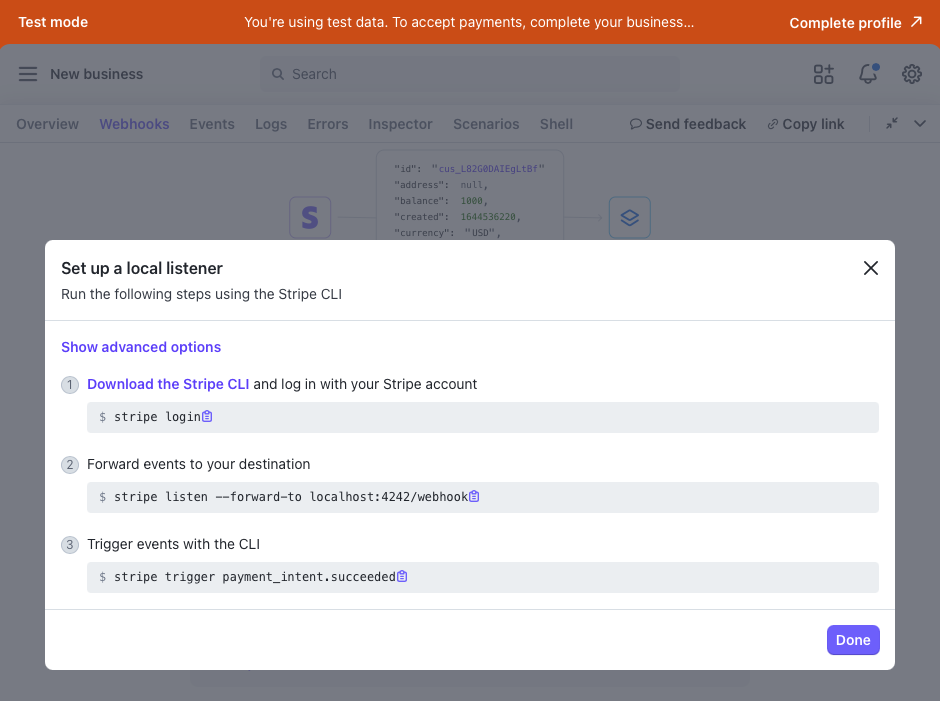 Test mode You're using test data. To accept payments, complete your business... Complete profile
New business Search
Overview Webhooks Events Logs Errors Inspector Scenarios Shell Send feedback Copy link
"id": "cus_L82G0DAIEgLtBf"
"address": null,
"balance": 1000,
"created": 1644536220,
"currency": "USD",
S
Set up a local listener
Run the following steps using the Stripe CLI
Show advanced options
1 Download the Stripe CLI and log in with your Stripe account
$ stripe login
2 Forward events to your destination
$ stripe listen --forward-to localhost:4242/webhook
3 Trigger events with the CLI
$ stripe trigger payment_intent.succeeded
Done